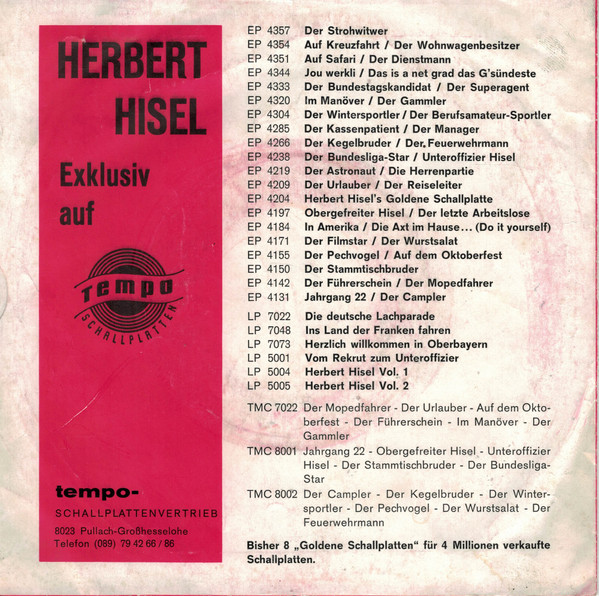 HERBERT
HISEL
Exklusiv
auf
Tempo
SCHALLPLATTEN
tempo-
SCHALLPLATTENVERTRIEB
8023 Pullach-Großhesselohe
Telefon (089) 79 42 66 / 86
EP 4357 Der Strohwitwer
EP 4354 Auf Kreuzfahrt / Der Wohnwagenbesitzer
EP 4351 Auf Safari / Der Dienstmann
EP 4344 Jou werkli / Das is a net grad das G'sündeste
EP 4333 Der Bundestagskandidat / Der Superagent
EP 4320 Im Manöver / Der Gammler
EP 4304 Der Wintersportler / Der Berufsamateur-Sportler
EP 4285 Der Kassenpatient / Der Manager
EP 4266 Der Kegelbruder / Der Feuerwehrmann
EP 4238 Der Bundesliga-Star / Unteroffizier Hisel
EP 4219 Der Astronaut / Die Herrenpartie
EP 4209 Der Urlauber / Der Reiseleiter
EP 4204 Herbert Hisel's Goldene Schallplatte
EP 4197 Obergefreiter Hisel / Der letzte Arbeitslose
EP 4184 In Amerika / Die Axt im Hause... (Do it yourself)
EP 4171 Der Filmstar / Der Wurstsalat
EP 4155 Der Pechvogel / Auf dem Oktoberfest
EP 4150 Der Stammtischbruder
EP 4142 Der Führerschein / Der Mopedfahrer
EP 4131 Jahrgang 22 / Der Campler
LP 7022 Die deutsche Lachparade
LP 7048 Ins Land der Franken fahren
LP 7073 Herzlich willkommen in Oberbayern
LP 5001 Vom Rekrut zum Unteroffizier
LP 5004 Herbert Hisel Vol. 1
LP 5005 Herbert Hisel Vol. 2
TMC 7022 Der Mopedfahrer - Der Urlauber - Auf dem Okto-
berfest - Der Führerschein - Im Manöver - Der
Gammler
TMC 8001 Jahrgang 22 - Obergefreiter Hisel - Unteroffizier
Hisel - Der Stammtischbruder - Der Bundesliga-
Star
TMC 8002 Der Campler - Der Kegelbruder - Der Winter-
sportler - Der Pechvogel - Der Wurstsalat - Der
Feuerwehrmann
Bisher 8 „Goldene Schallplatten“ für 4 Millionen verkaufte
Schallplatten.